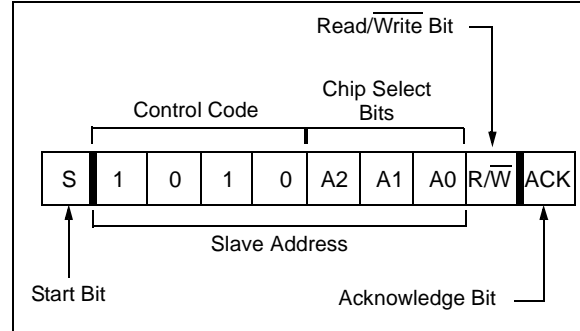 Read/W̅r̅i̅t̅e̅ Bit
Chip Select
Bits
Control Code
S 1 0 1 0 A2 A1 A0 R/W̅ ACK
Slave Address
Start Bit
Acknowledge Bit